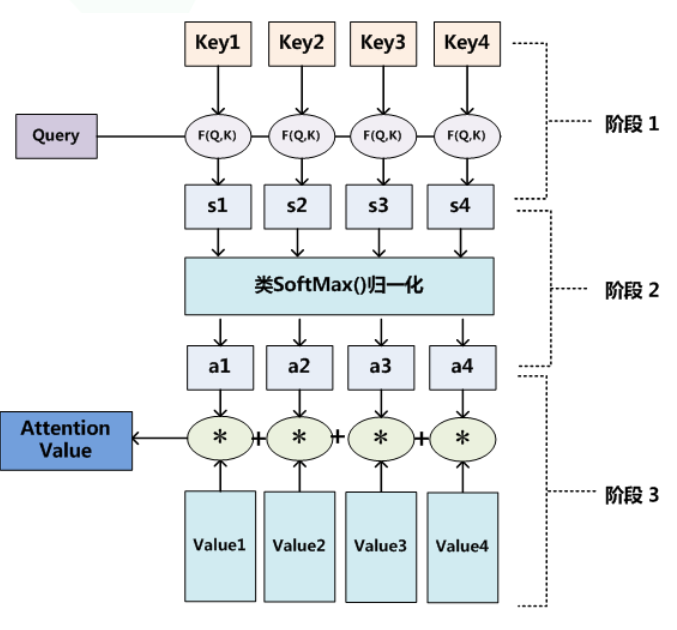 Key1 Key2 Key3 Key4
阶段 1
Query F(Q,K) F(Q,K) F(Q,K) F(Q,K)
s1 s2 s3 s4
类SoftMax()归一化
阶段 2
a1 a2 a3 a4
Attention
Value
* + * + * + *
阶段 3
Value1 Value2 Value3 Value4